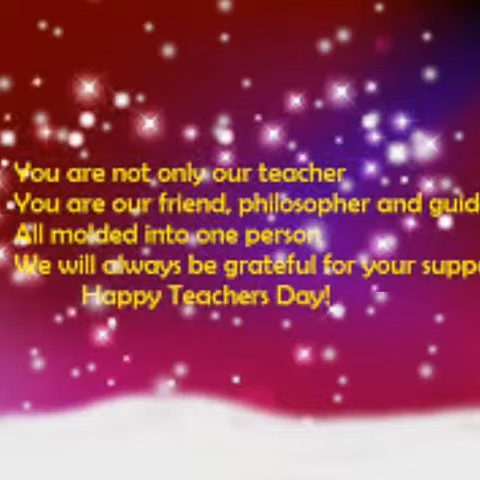 You are not only our teacher
You are our friend, philosopher and guid
All molded into one person
We will always be grateful for your supp
Happy Teachers Day!